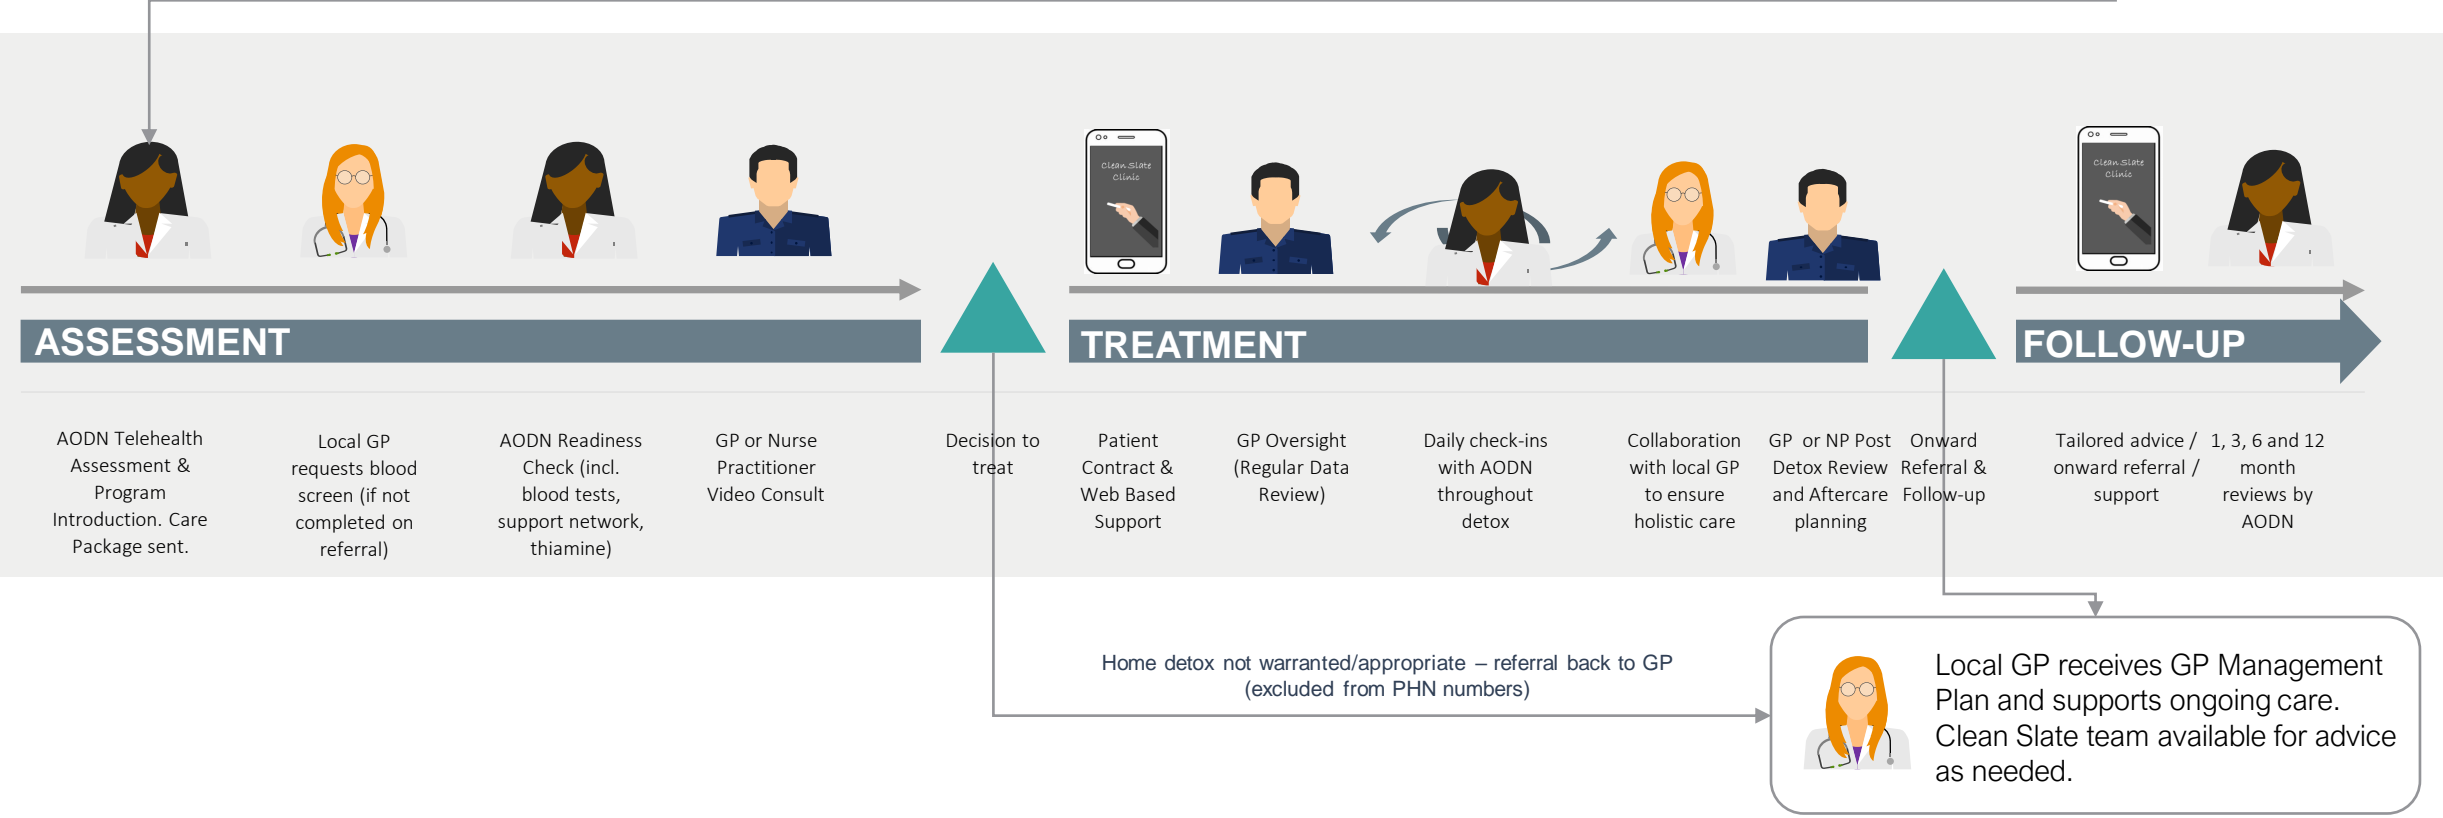 Clean Slate
Clinic
Clean Slate
Clinic
ASSESSMENT
TREATMENT
FOLLOW-UP
AODN Telehealth
Assessment &
Program
Introduction. Care
Package sent.
Local GP
requests blood
screen (if not
completed on
referral)
AODN Readiness
Check (incl.
blood tests,
support network,
thiamine)
GP or Nurse
Practitioner
Video Consult
Decision to
treat
Patient
Contract &
Web Based
Support
GP Oversight
(Regular Data
Review)
Daily check-ins
with AODN
throughout
detox
Collaboration
with local GP
to ensure
holistic care
GP or NP Post
Detox Review
and Aftercare
planning
Onward
Referral &
Follow-up
Tailored advice /
onward referral /
support
1, 3, 6 and 12
month
reviews by
AODN
Home detox not warranted/appropriate – referral back to GP
(excluded from PHN numbers)
Local GP receives GP Management
Plan and supports ongoing care.
Clean Slate team available for advice
as needed.